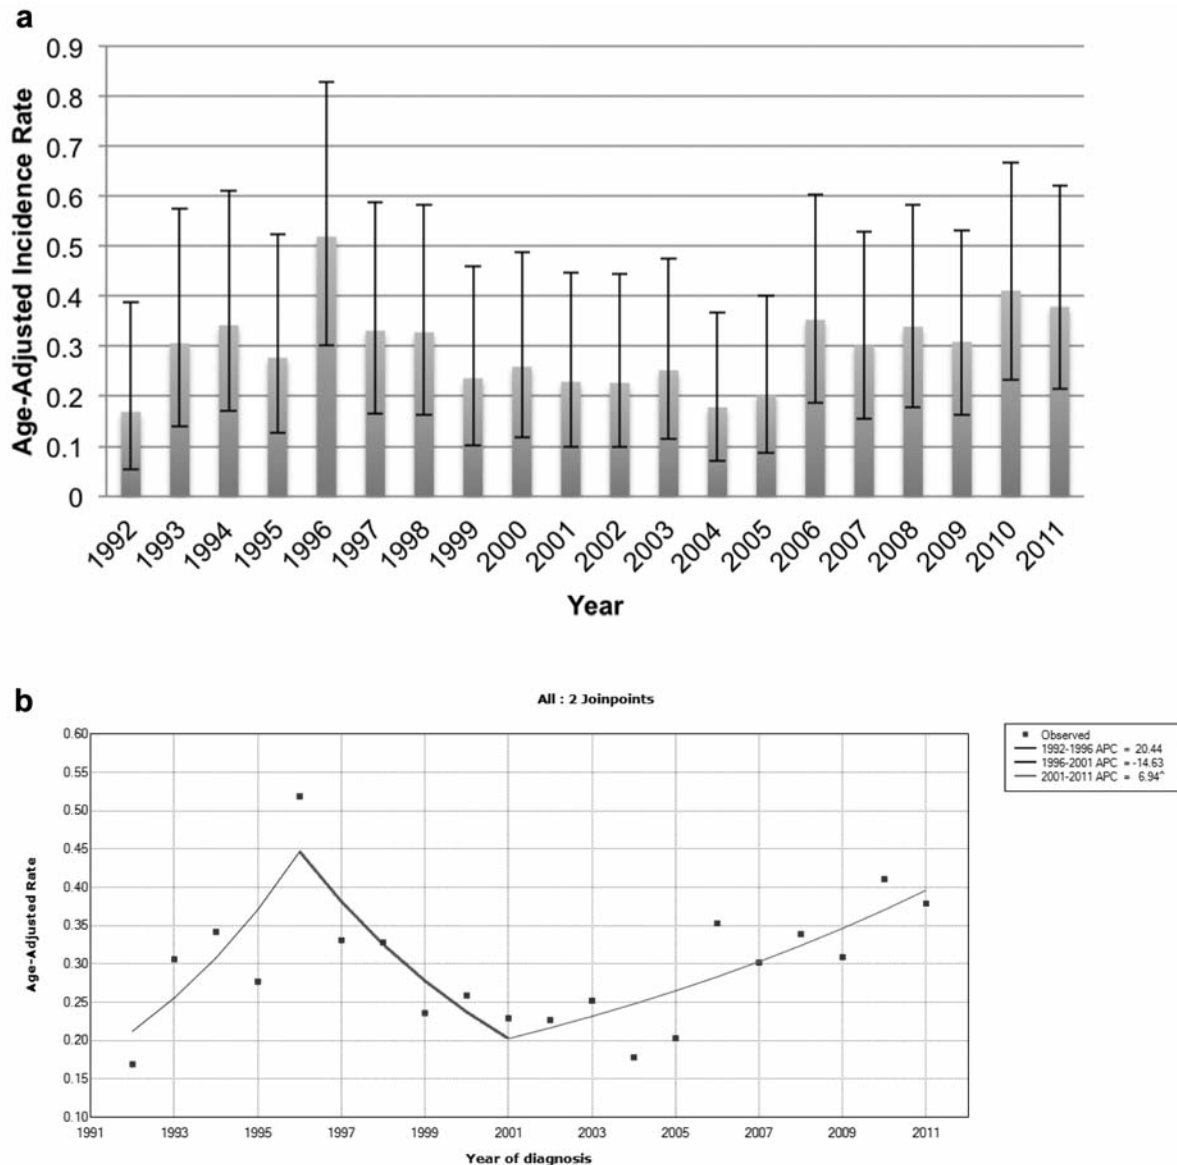 a
Age-Adjusted Incidence Rate
0.9
0.8
0.7
0.6
0.5
0.4
0.3
0.2
0.1
0
1992 1993 1994 1995 1996 1997 1998 1999 2000 2001 2002 2003 2004 2005 2006 2007 2008 2009 2010 2011
Year
b
All : 2 Joinpoints
Age-Adjusted Rate
0.60
0.55
0.50
0.45
0.40
0.35
0.30
0.25
0.20
0.15
0.10
1991 1993 1995 1997 1999 2001 2003 2005 2007 2009 2011
Year of diagnosis
Observed
1992-1996 APC = 20.44
1996-2001 APC = -14.63
2001-2011 APC = 6.94^